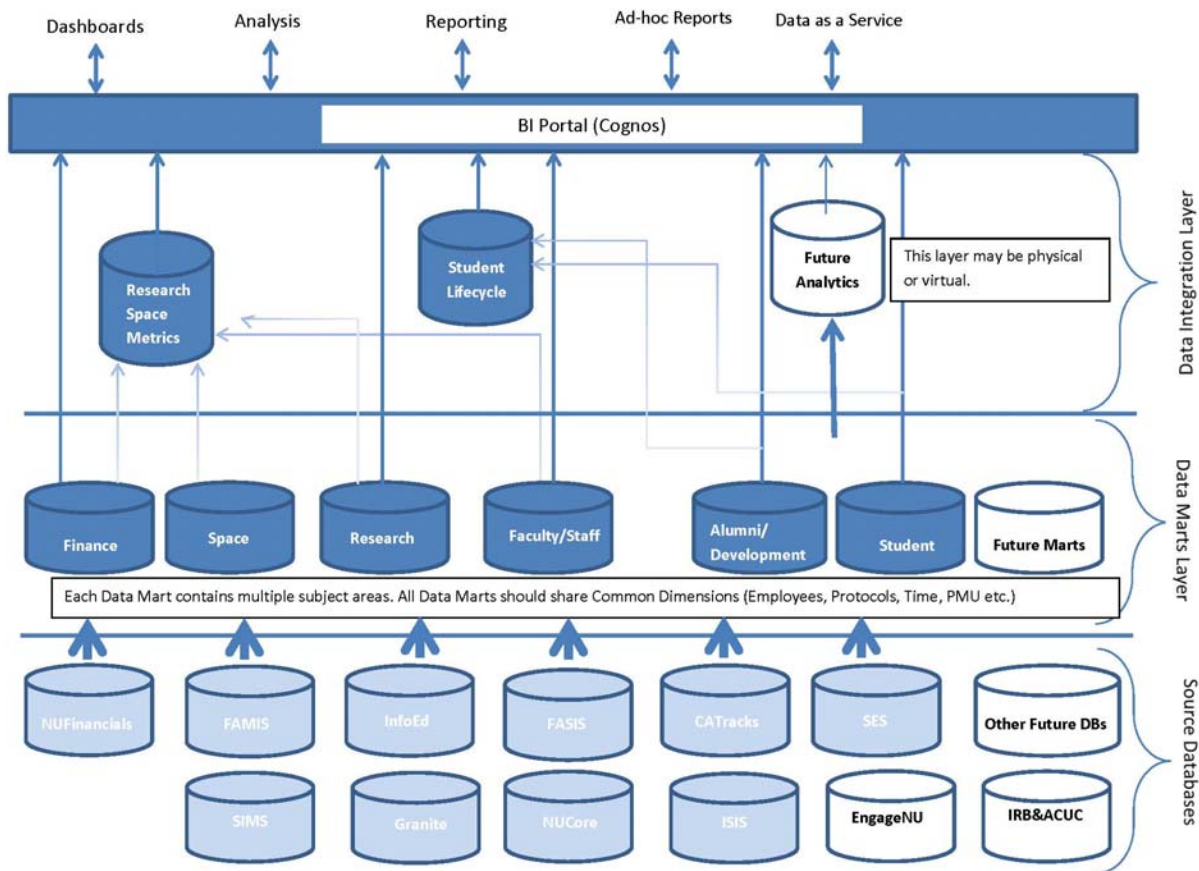 Dashboards
Analysis
Reporting
Ad-hoc Reports
Data as a Service
BI Portal (Cognos)
Research
Space
Metrics
Student
Lifecycle
Future
Analytics
This layer may be physical
or virtual.
Data Integration Layer
Finance
Space
Research
Faculty/Staff
Alumni/
Development
Student
Future Marts
Data Marts Layer
Each Data Mart contains multiple subject areas. All Data Marts should share Common Dimensions (Employees, Protocols, Time, PMU etc.)
NUFinancials
FAMIS
InfoEd
FASIS
CATracks
SES
Other Future DBs
SIMS
Granite
NUCore
ISIS
EngageNU
IRB&ACUC
Source Databases